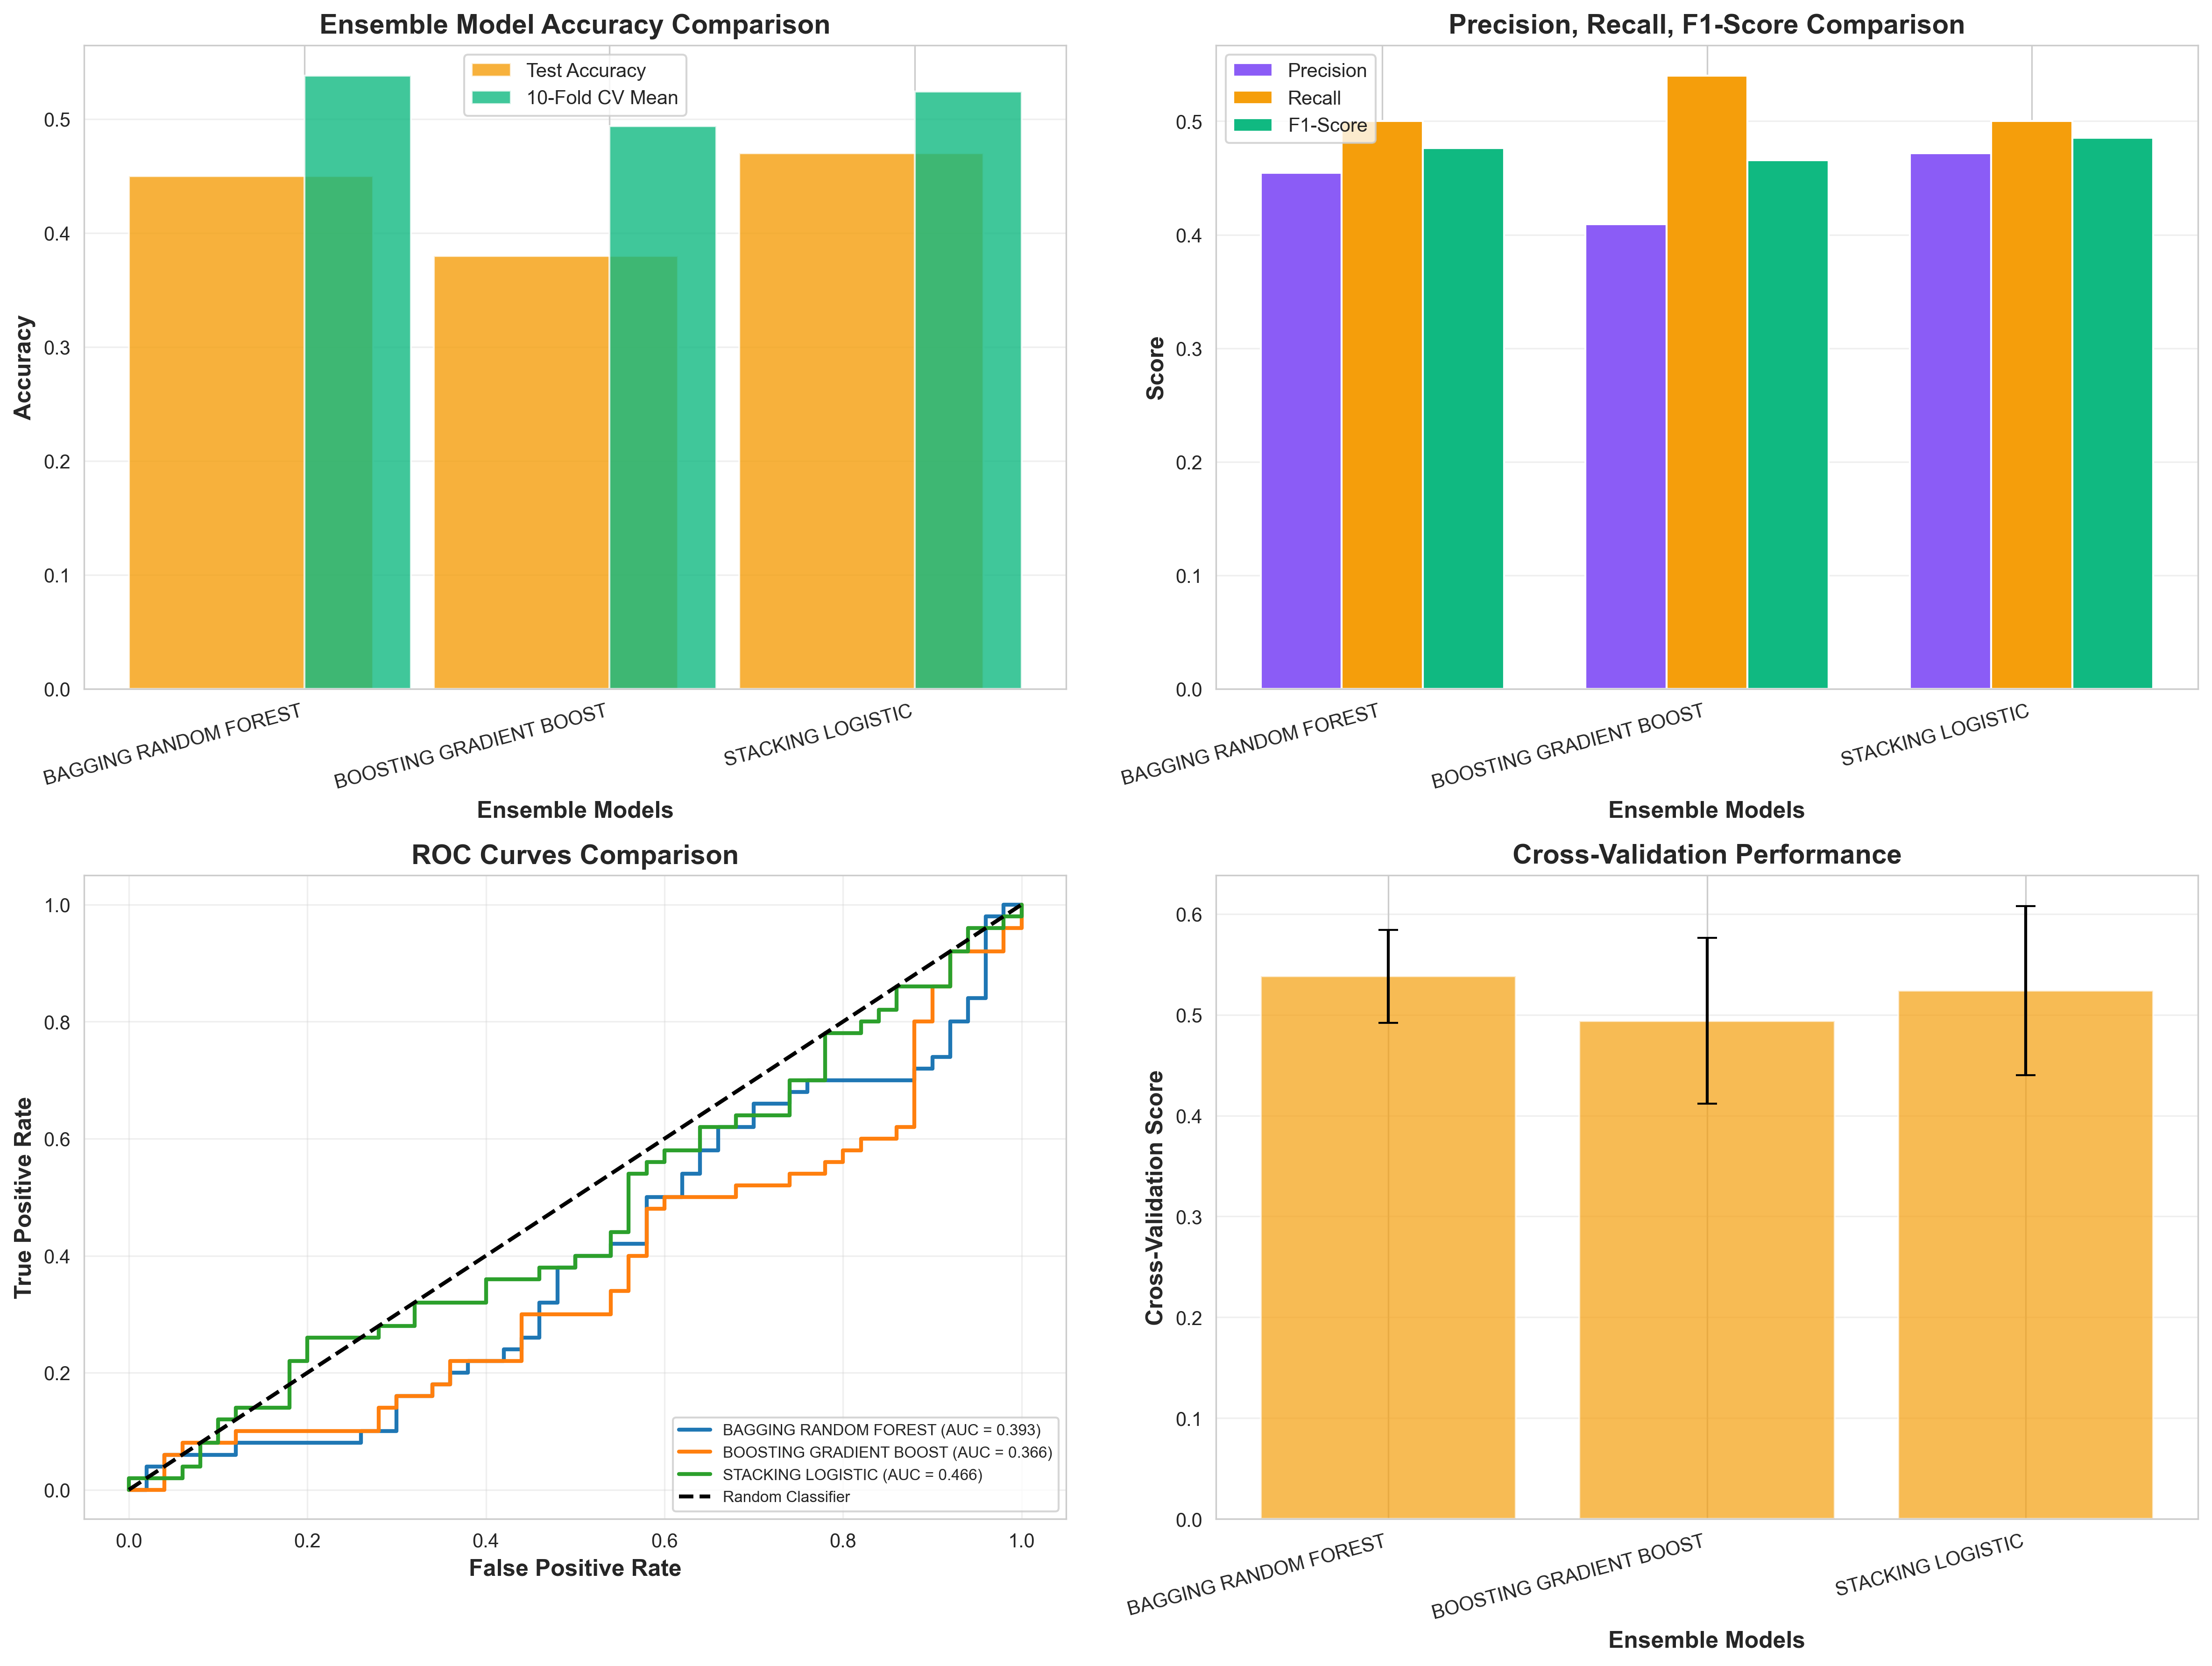 Ensemble Model Accuracy Comparison
Test Accuracy
10-Fold CV Mean
Accuracy
0.5
0.4
0.3
0.2
0.1
0.0
BAGGING RANDOM FOREST
BOOSTING GRADIENT BOOST
STACKING LOGISTIC
Ensemble Models
Precision, Recall, F1-Score Comparison
Precision
Recall
F1-Score
Score
0.5
0.4
0.3
0.2
0.1
0.0
BAGGING RANDOM FOREST
BOOSTING GRADIENT BOOST
STACKING LOGISTIC
Ensemble Models
ROC Curves Comparison
True Positive Rate
1.0
0.8
0.6
0.4
0.2
0.0
BAGGING RANDOM FOREST (AUC = 0.393)
BOOSTING GRADIENT BOOST (AUC = 0.366)
STACKING LOGISTIC (AUC = 0.466)
Random Classifier
0.0 0.2 0.4 0.6 0.8 1.0
False Positive Rate
Cross-Validation Performance
Cross-Validation Score
0.6
0.5
0.4
0.3
0.2
0.1
0.0
BAGGING RANDOM FOREST
BOOSTING GRADIENT BOOST
STACKING LOGISTIC
Ensemble Models